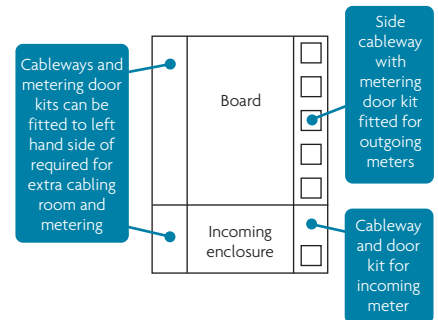 Cableways and
metering door
kits can be
fitted to left
hand side of
required for
extra cabling
room and
metering
Board
Incoming
enclosure
Side
cableway
with
metering
door kit
fitted for
outgoing
meters
Cableway
and door
kit for
incoming
meter